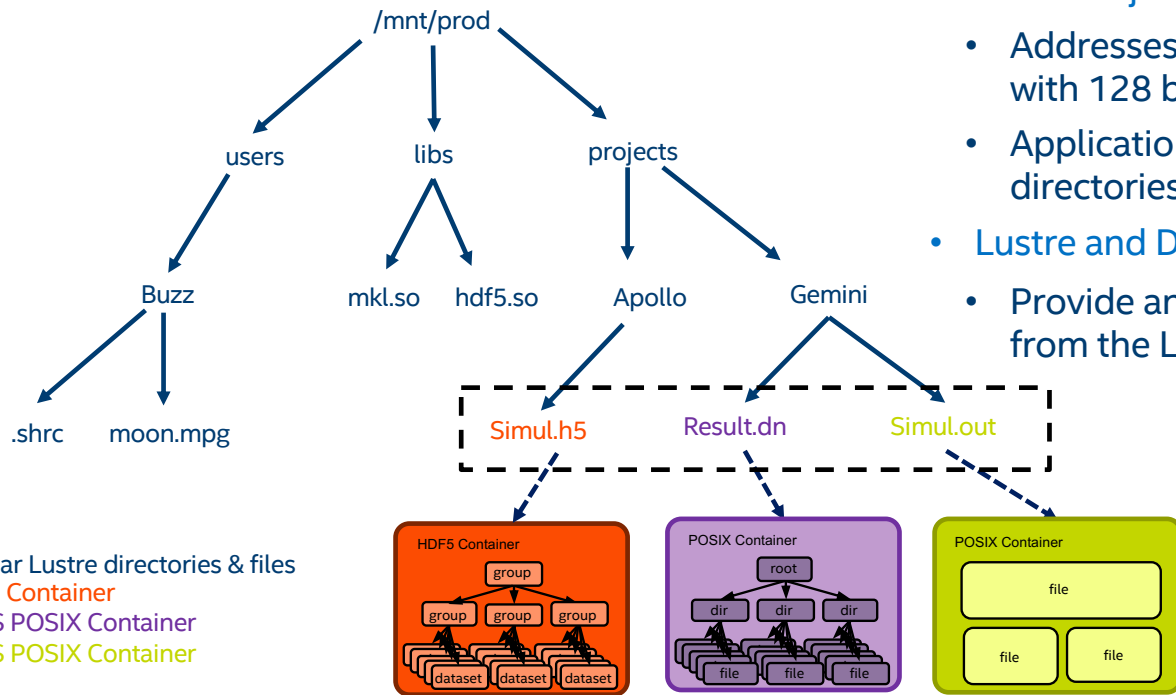 /mnt/prod
users
libs
projects
Buzz
mkl.so
hdf5.so
Apollo
Gemini
.shrc
moon.mpg
Simul.h5
Result.dn
Simul.out
HDF5 Container
group
group
group
group
dataset
dataset
dataset
POSIX Container
root
dir
dir
dir
file
file
file
POSIX Container
file
file
file
ar Lustre directories & files
Container
POSIX Container
POSIX Container
• Addresses
with 128 b
• Applicatio
directories
• Lustre and D
• Provide an
from the L